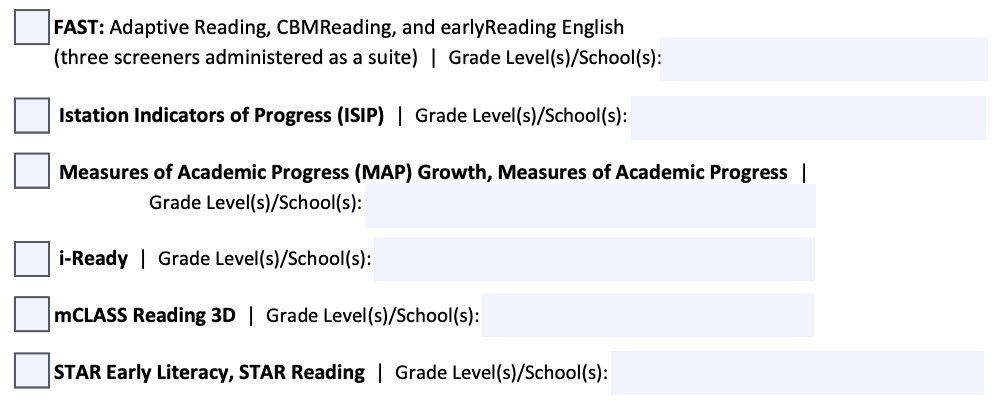 FAST: Adaptive Reading, CBMReading, and earlyReading English
(three screeners administered as a suite) | Grade Level(s)/School(s):
Istation Indicators of Progress (ISIP) | Grade Level(s)/School(s):
Measures of Academic Progress (MAP) Growth, Measures of Academic Progress |
Grade Level(s)/School(s):
i-Ready | Grade Level(s)/School(s):
mCLASS Reading 3D | Grade Level(s)/School(s):
STAR Early Literacy, STAR Reading | Grade Level(s)/School(s):